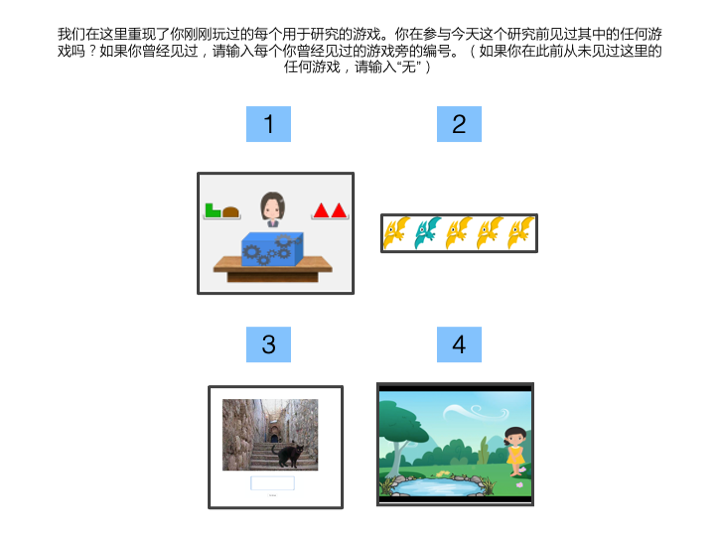 我们在这里重现了你刚刚玩过的每个用于研究的游戏。你在参与今天这个研究前见过其中的任何游
戏吗？如果你曾经见过，请输入每个你曾经见过的游戏旁的编号。（如果你在此前从未见过这里的
任何游戏，请输入“无”）
1
2
3
4